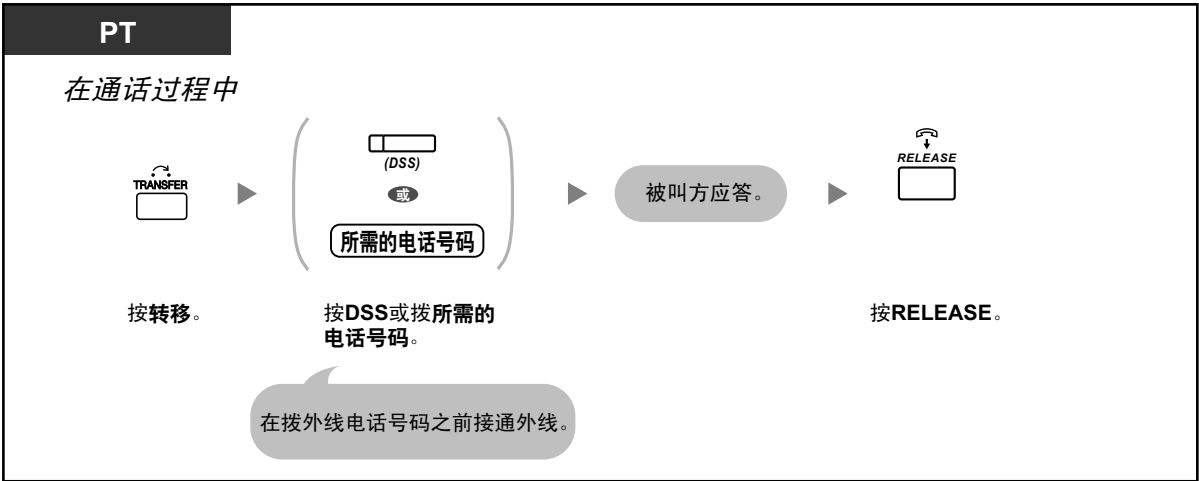 PT
在通话过程中
TRANSFER
(DSS)
或
所需的电话号码
被叫方应答。
RELEASE
按转移。
按DSS或拨所需的
电话号码。
按RELEASE。
在拨外线电话号码之前接通外线。